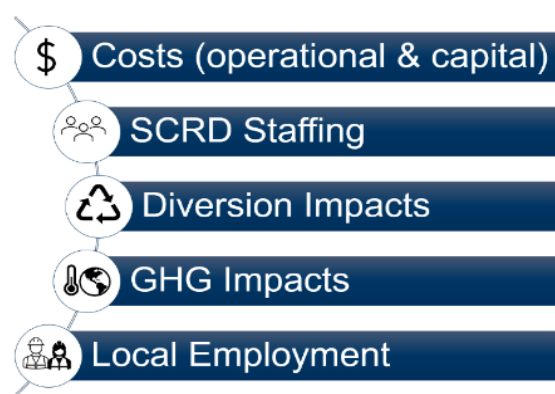 $ Costs (operational & capital)
SCRD Staffing
Diversion Impacts
GHG Impacts
Local Employment